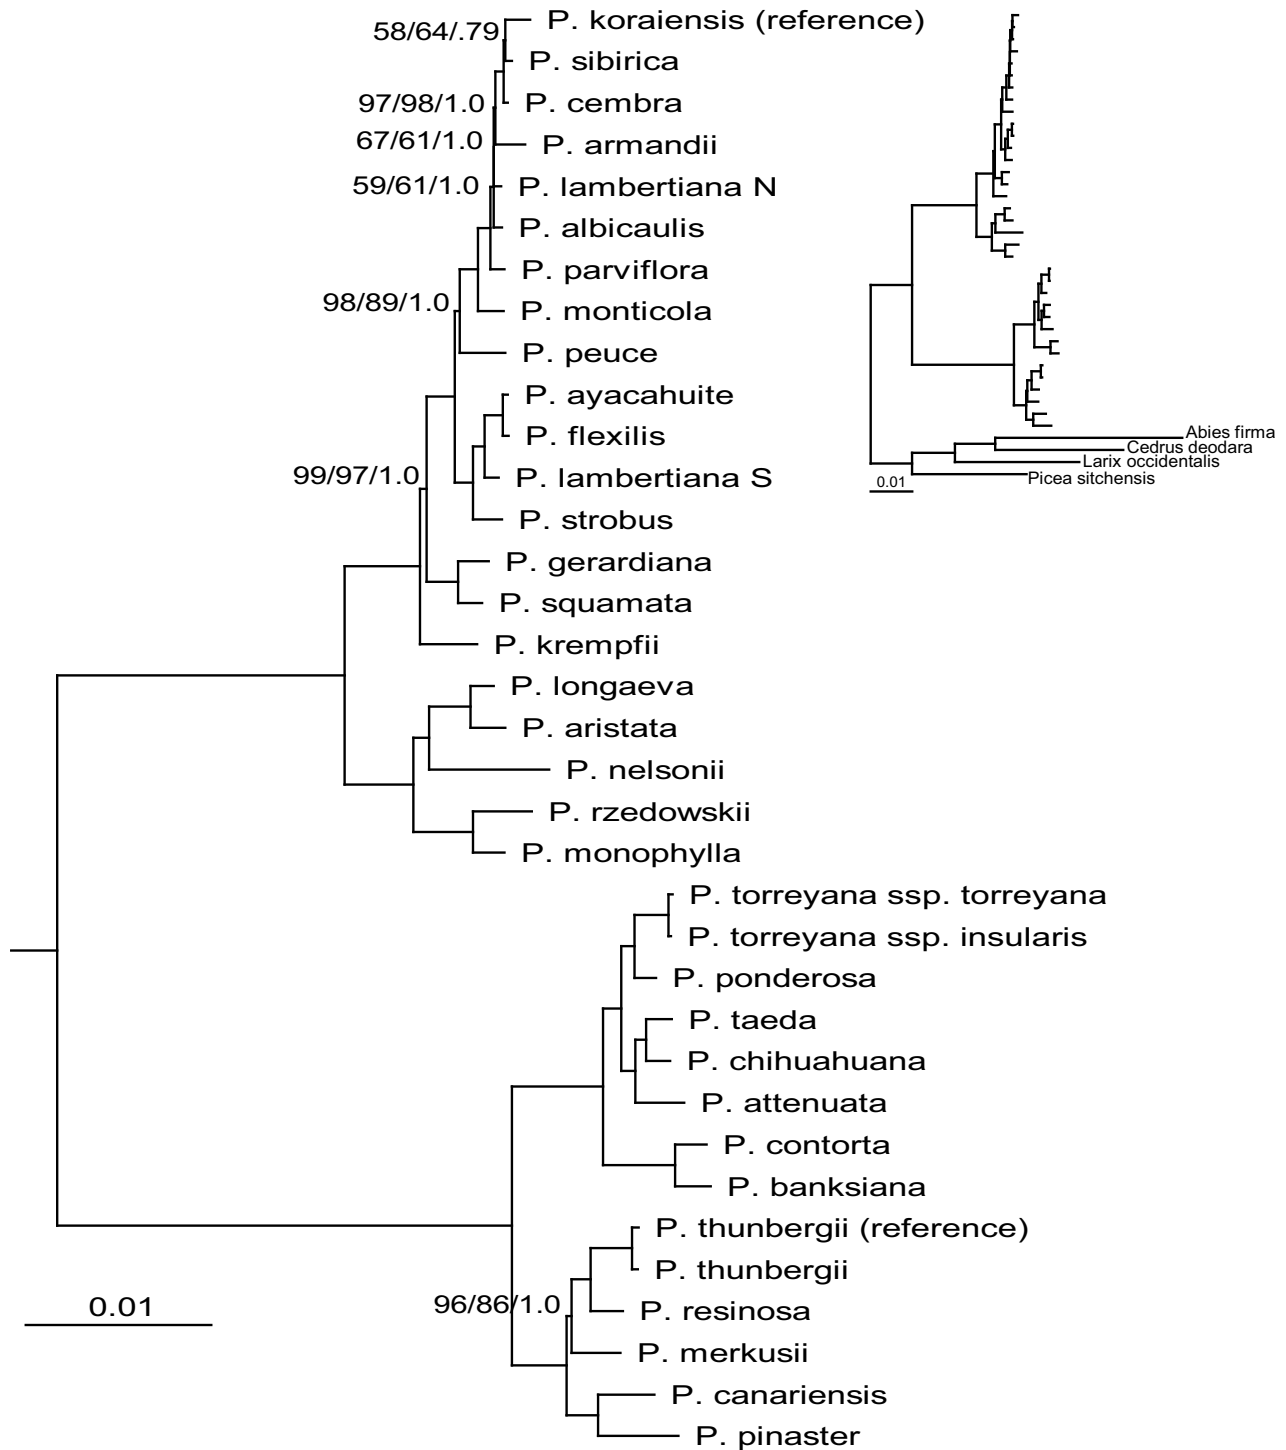 58/64/.79
P. koraiensis (reference)
P. sibirica
97/98/1.0
P. cembra
67/61/1.0
P. armandii
59/61/1.0
P. lambertiana N
P. albicaulis
P. parviflora
98/89/1.0
P. monticola
P. peuce
P. ayacahuite
P. flexilis
99/97/1.0
P. lambertiana S
P. strobus
P. gerardiana
P. squamata
P. krempfii
P. longaeva
P. aristata
P. nelsonii
P. rzedowskii
P. monophylla
P. torreyana ssp. torreyana
P. torreyana ssp. insularis
P. ponderosa
P. taeda
P. chihuahuana
P. attenuata
P. contorta
P. banksiana
P. thunbergii (reference)
P. thunbergii
96/86/1.0
P. resinosa
P. merkusii
P. canariensis
P. pinaster
0.01
Abies firma
Cedrus deodara
Larix occidentalis
Picea sitchensis
0.01